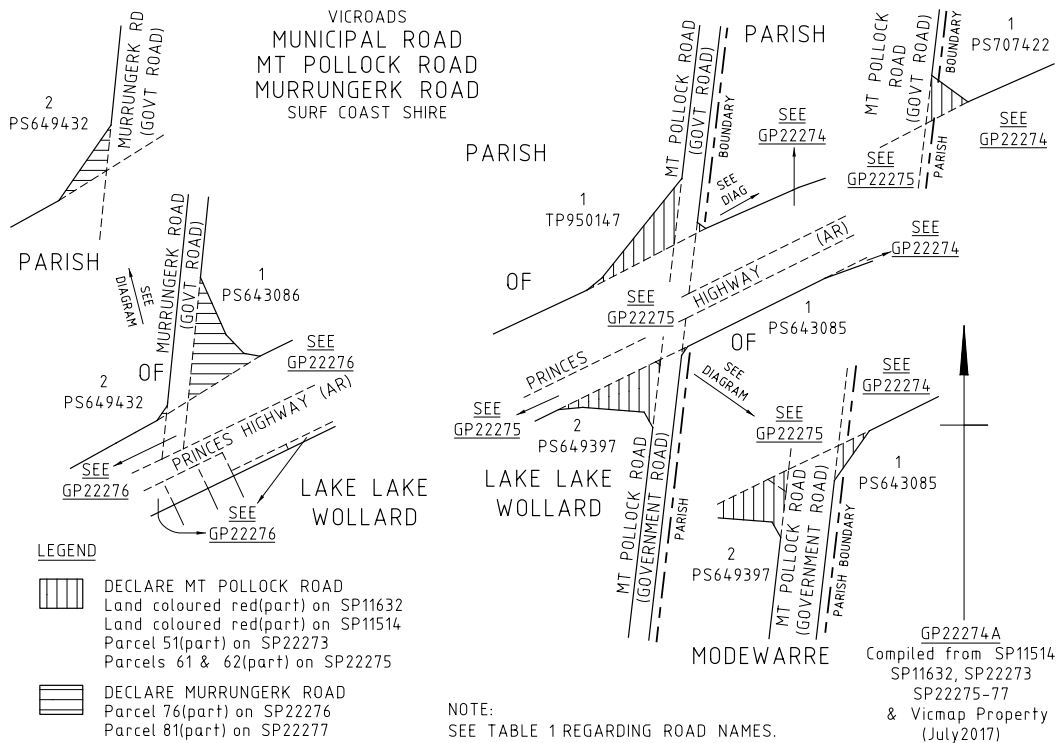 VICROADS
MUNICIPAL ROAD
MT POLLOCK ROAD
MURRUNGERK ROAD
SURF COAST SHIRE
2
PS649432
MURRUNGERK RD
(GOVT ROAD)
PARISH
SEE
DIAGRAM
MURRUNGERK ROAD
(GOVT ROAD)
1
PS643086
OF
2
PS649432
SEE
GP22276
PRINCES HIGHWAY (AR)
SEE
GP22276
SEE
GP22276
LAKE LAKE
WOLLARD
PARISH
MT POLLOCK ROAD
(GOVT ROAD)
BOUNDARY
PARISH
SEE
GP22274
1
TP950147
SEE
DIAG
OF
SEE
GP22275
PRINCES
HIGHWAY
(AR)
SEE
GP22274
1
PS643085
OF
SEE
GP22275
2
PS649397
SEE
DIAGRAM
LAKE LAKE
WOLLARD
MT POLLOCK ROAD
(GOVERNMENT ROAD)
PARISH
MT POLLOCK
ROAD
(GOVT ROAD)
BOUNDARY
1
PS707422
SEE
GP22275
PARISH
SEE
GP22274
SEE
GP22274
SEE
GP22275
1
PS643085
2
PS649397
MT POLLOCK ROAD
(GOVERNMENT ROAD)
PARISH BOUNDARY
MODEWARRE
LEGEND
DECLARE MT POLLOCK ROAD
Land coloured red(part) on SP11632
Land coloured red(part) on SP11514
Parcel 51(part) on SP22273
Parcels 61 & 62(part) on SP22275
DECLARE MURRUNGERK ROAD
Parcel 76(part) on SP22276
Parcel 81(part) on SP22277
NOTE:
SEE TABLE 1 REGARDING ROAD NAMES.
GP22274A
Compiled from SP11514
SP11632, SP22273
SP22275-77
& Vicmap Property
(July2017)